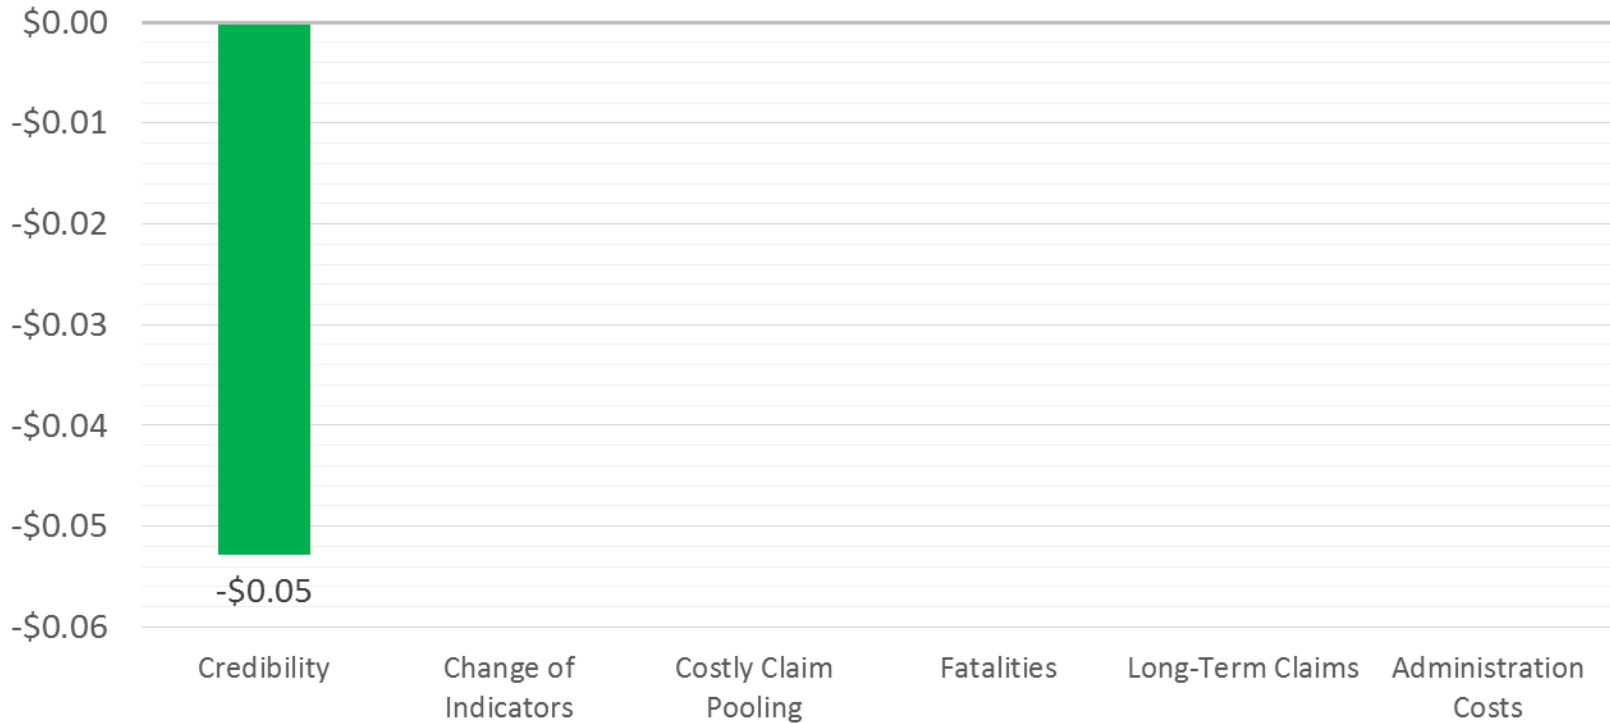 $0.00
-$0.01
-$0.02
-$0.03
-$0.04
-$0.05
-$0.06
-$0.05
Credibility
Change of
Indicators
Costly Claim
Pooling
Fatalities
Long-Term Claims
Administration
Costs